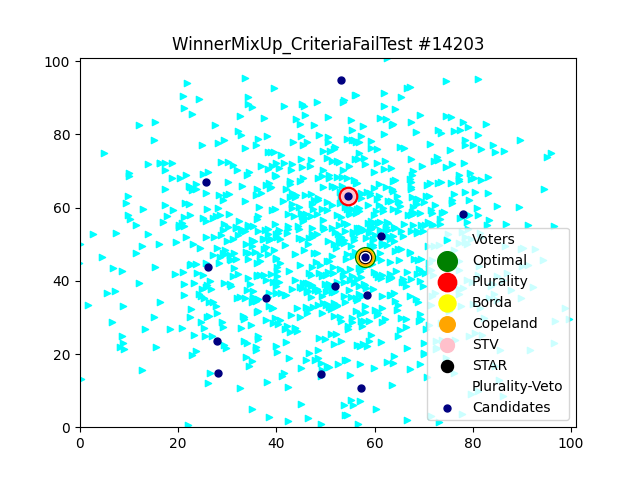 WinnerMixUp_CriteriaFailTest #14203
100
80
60
40
20
0
0
20
40
60
80
100
Voters
Optimal
Plurality
Borda
Copeland
STV
STAR
Plurality-Veto
Candidates